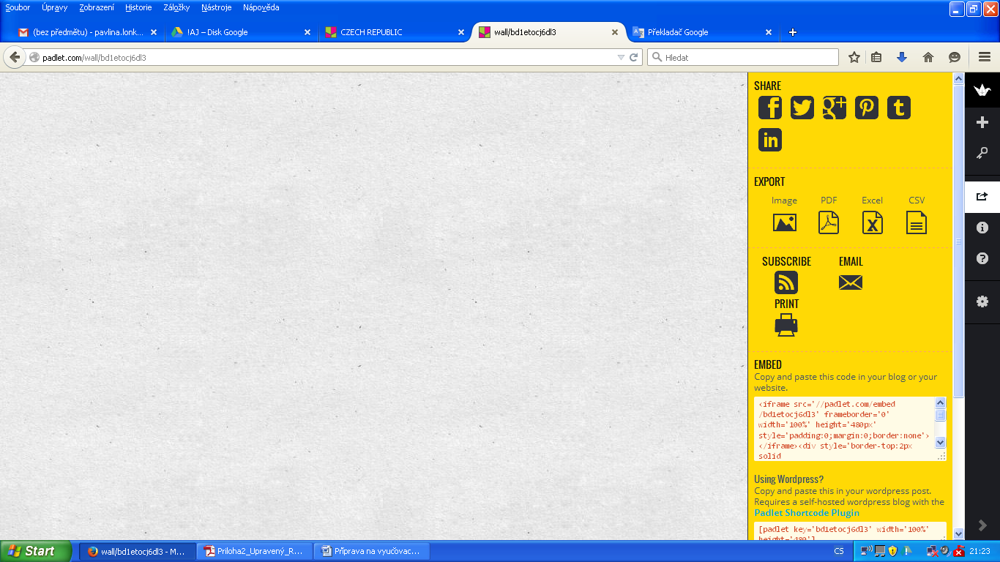 Soubor Úpravy Zobrazení Historie Záložky Nástroje Nápověda
(bez předmětu) - pavlina.lonk... !AJ – Disk Google CZECH REPUBLIC wall/bd1etocj6dl3 Překladač Google
padlet.com/wall/bd1etocj6dl3 Hledat
SHARE
EXPORT
Image PDF Excel CSV
SUBSCRIBE EMAIL
PRINT
EMBED
Copy and paste this code in your blog or your
website.
<iframe src='//padlet.com/embed
/bd1etocj6dl3' frameborder='0'
width='100%' height='480px'
style='padding:0;margin:0;border:none'>
</iframe><div style='border-top:2px
solid
Using Wordpress?
Copy and paste this in your wordpress post.
Requires a self-hosted wordpress blog with the
Padlet Shortcode Plugin
[padlet key='bd1etocj6dl3' width='100%'
height='480']
Start wall/bd1etocj6dl3 - M... Priloha2_Upravený_R... Příprava na vyučovac... CS 21:23